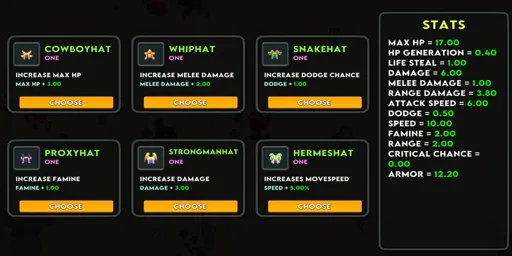 COWBOYHAT
ONE
INCREASE MAX HP
MAX HP + 3.00
CHOOSE
WHIPHAT
ONE
INCREASE MELEE DAMAGE
MELEE DAMAGE + 3.00
CHOOSE
SNAKEHAT
ONE
INCREASE DODGE CHANCE
DODGE + 1.00
CHOOSE
PROXYHAT
ONE
INCREASE FAMINE
FAMINE + 1.00
CHOOSE
STRONGMANHAT
ONE
INCREASE DAMAGE
DAMAGE + 3.00
CHOOSE
HERMESHAT
ONE
INCREASES MOVESPEED
SPEED + 5.00%
CHOOSE
STATS
MAX HP = 17.00
HP GENERATION = 0.40
LIFE STEAL = 1.00
DAMAGE = 6.00
MELEE DAMAGE = 1.00
RANGE DAMAGE = 3.80
ATTACK SPEED = 6.00
DODGE = 0.50
SPEED = 10.00
FAMINE = 2.00
RANGE = 2.00
CRITICAL CHANCE =
0.00
ARMOR = 12.20